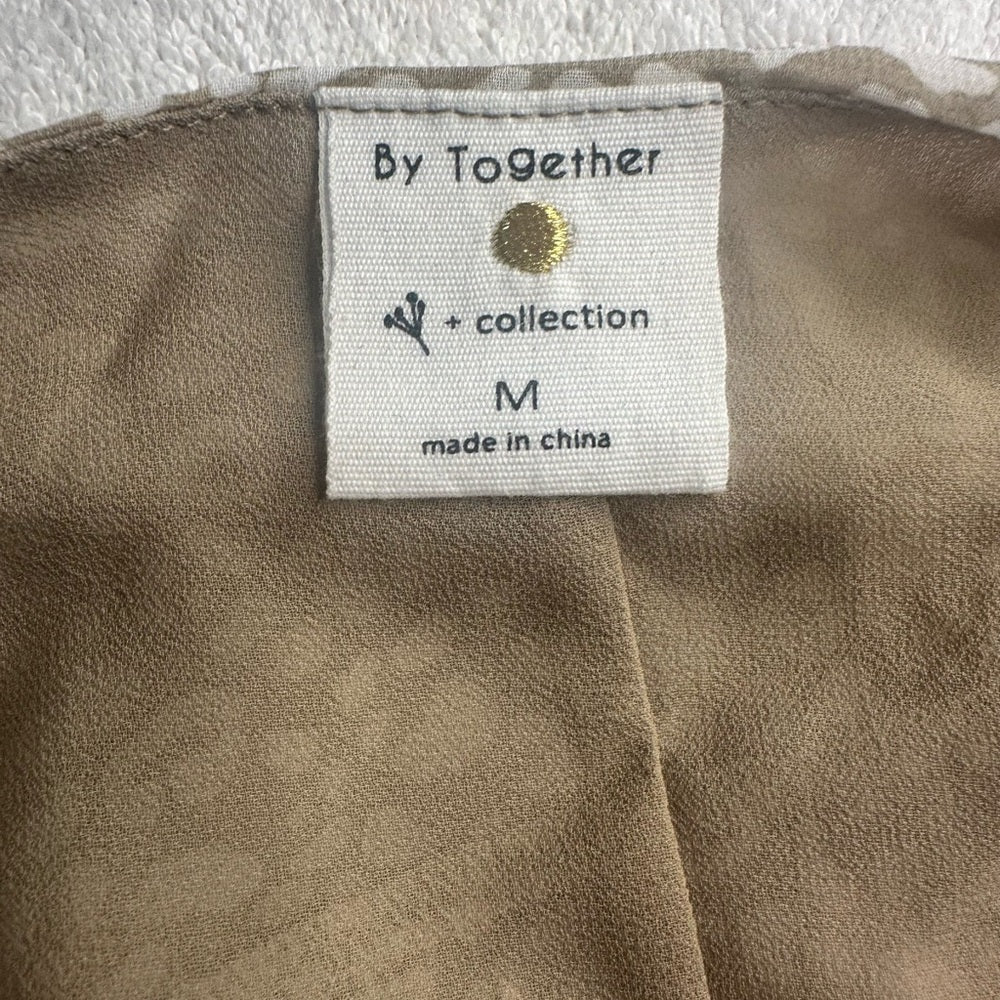 By Together
+ collection
M
made in china